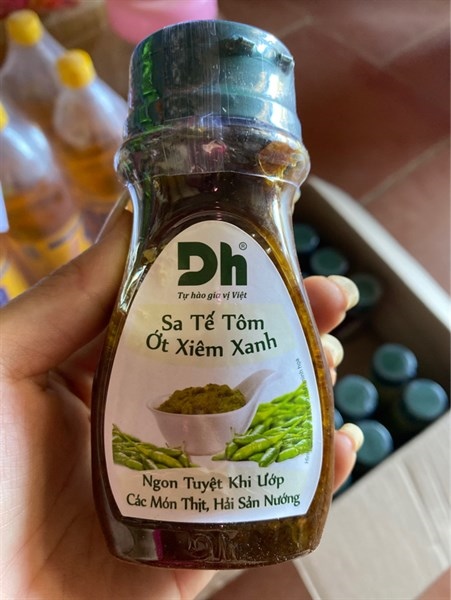 Dh®
Tự hào gia vị Việt
Sa Tế Tôm
Ớt Xiêm Xanh
Ngon Tuyệt Khi Ướp
Các Món Thịt, Hải Sản Nướng